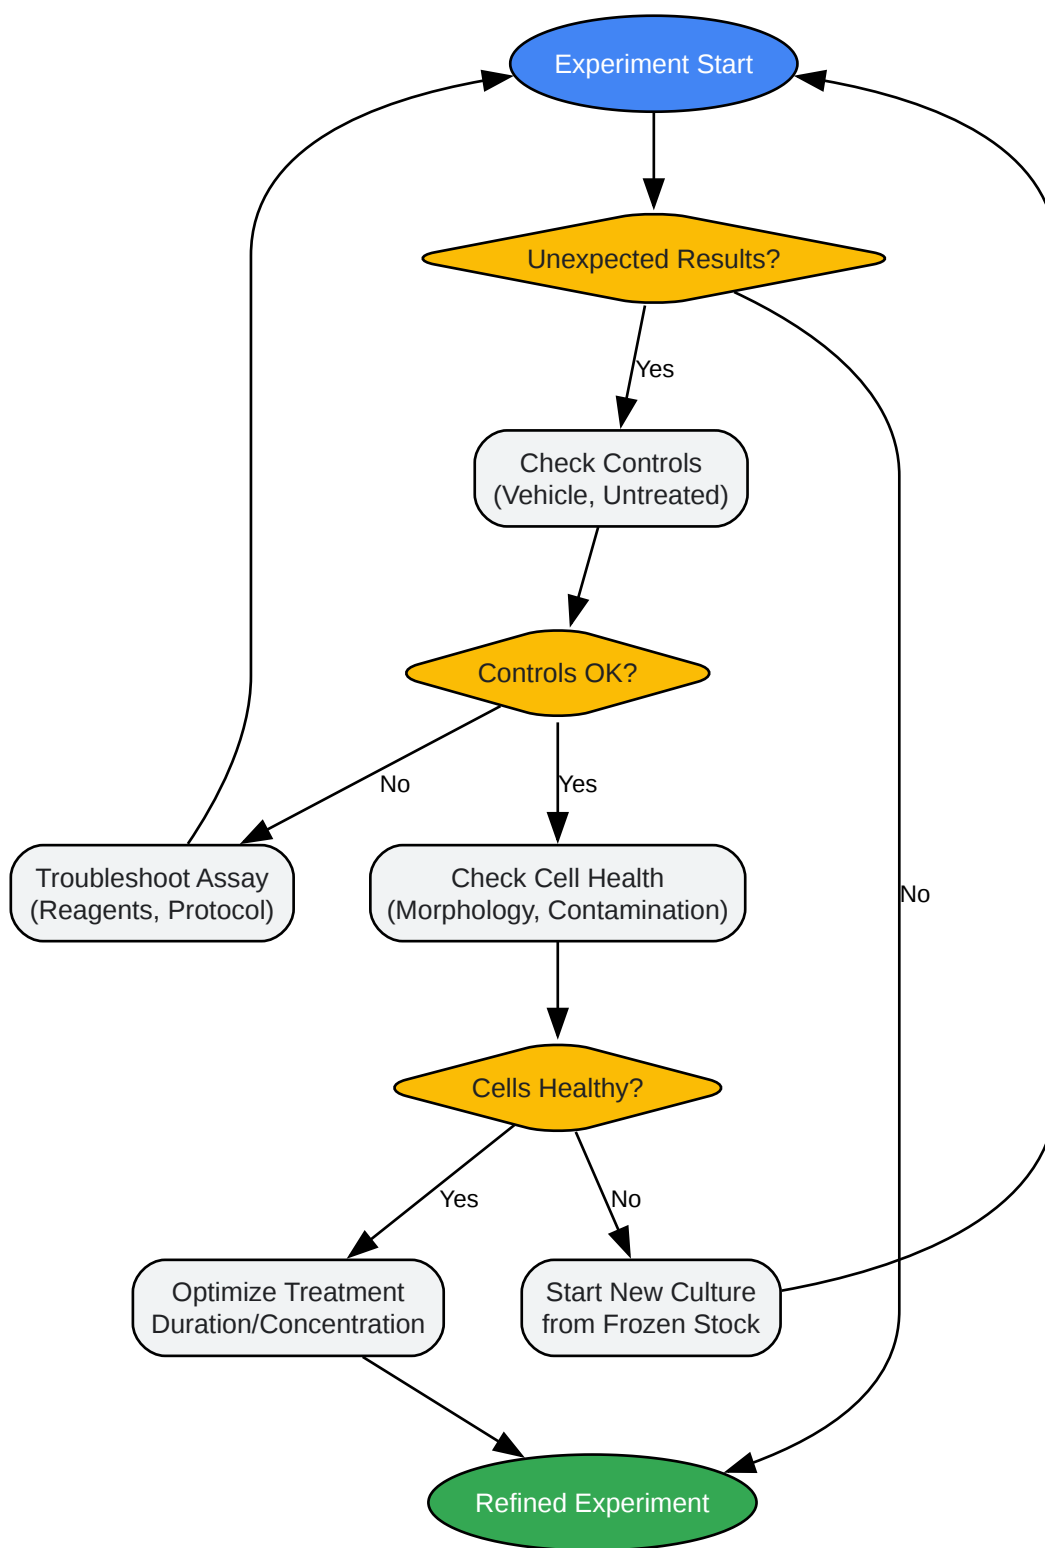 Experiment Start
Unexpected Results?
Yes
Check Controls
(Vehicle, Untreated)
Controls OK?
No
Yes
Troubleshoot Assay
(Reagents, Protocol)
Check Cell Health
(Morphology, Contamination)
No
Cells Healthy?
Yes
No
Optimize Treatment
Duration/Concentration
Start New Culture
from Frozen Stock
Refined Experiment